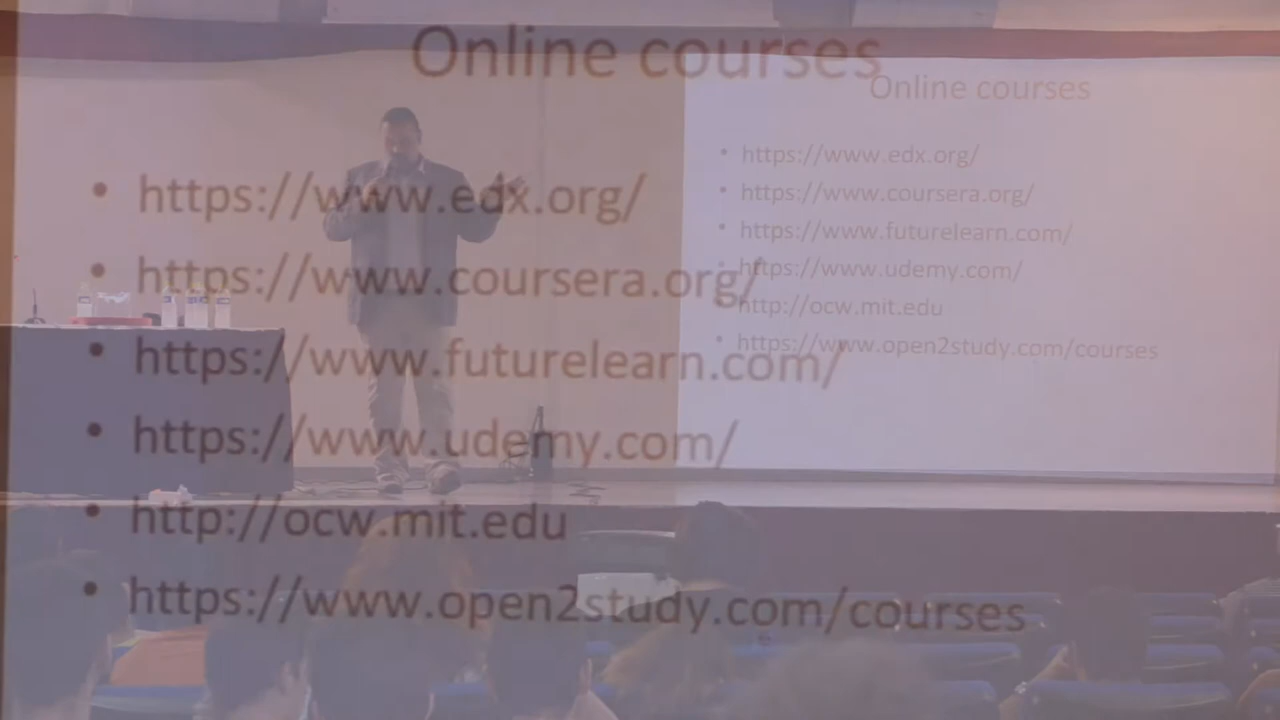 Online courses
• https://www.edx.org/
• https://www.coursera.org/
• https://www.futurelearn.com/
• https://www.udemy.com/
• http://ocw.mit.edu
• https://www.open2study.com/courses
Online courses
• https://www.edx.org/
• https://www.coursera.org/
• https://www.futurelearn.com/
• https://www.udemy.com/
• http://ocw.mit.edu
• https://www.open2study.com/courses